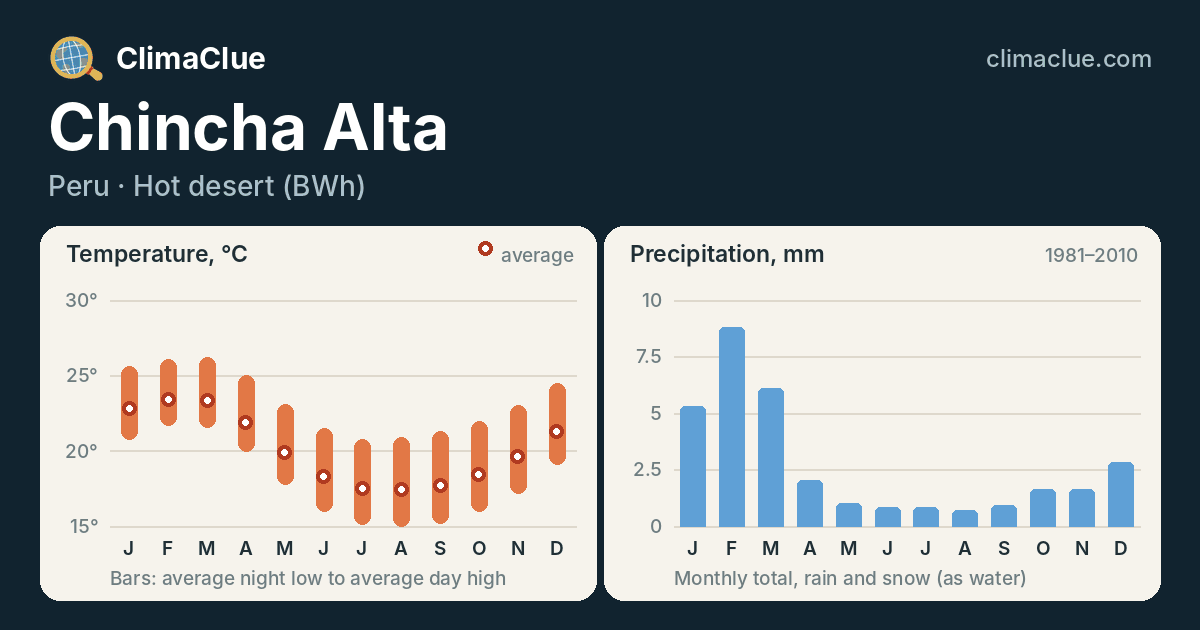 ClimaClue
climaclue.com
Chincha Alta
Peru · Hot desert (BWh)
Temperature, °C
average
30°
25°
20°
15°
J F M A M J J A S O N D
Bars: average night low to average day high
Precipitation, mm
1981–2010
10
7.5
5
2.5
0
J F M A M J J A S O N D
Monthly total, rain and snow (as water)